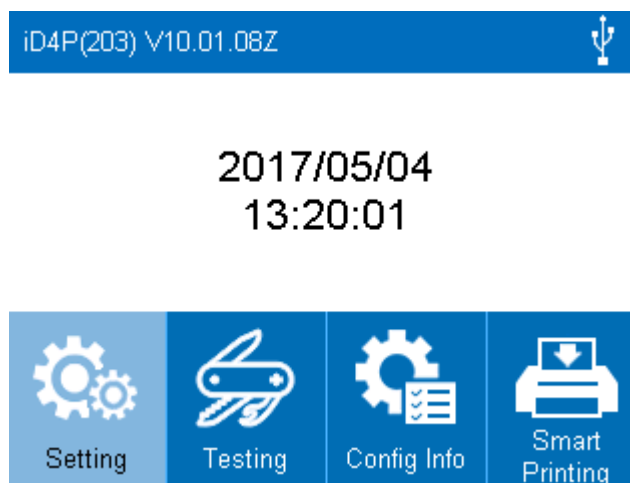 iD4P(203) V10.01.08Z
2017/05/04
13:20:01
Setting
Testing
Config Info
Smart
Printing